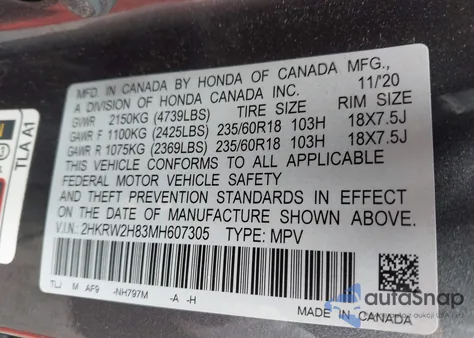 MFD. IN CANADA BY HONDA OF CANADA MFG.,
A DIVISION OF HONDA CANADA INC. 11/'20
GVWR 2150KG (4739LBS) TIRE SIZE RIM SIZE
GAWR F 1100KG (2425LBS) 235/60R18 103H 18X7.5J
GAWR R 1075KG (2369LBS) 235/60R18 103H 18X7.5J
THIS VEHICLE CONFORMS TO ALL APPLICABLE
FEDERAL MOTOR VEHICLE SAFETY
AND THEFT PREVENTION STANDARDS IN EFFECT
ON THE DATE OF MANUFACTURE SHOWN ABOVE.
V.I.N.: 2HKRW2H83MH607305 TYPE: MPV
TLJ M AF9 -NH797M -A -H
MADE IN CANADA
TLA A1
autoSnap